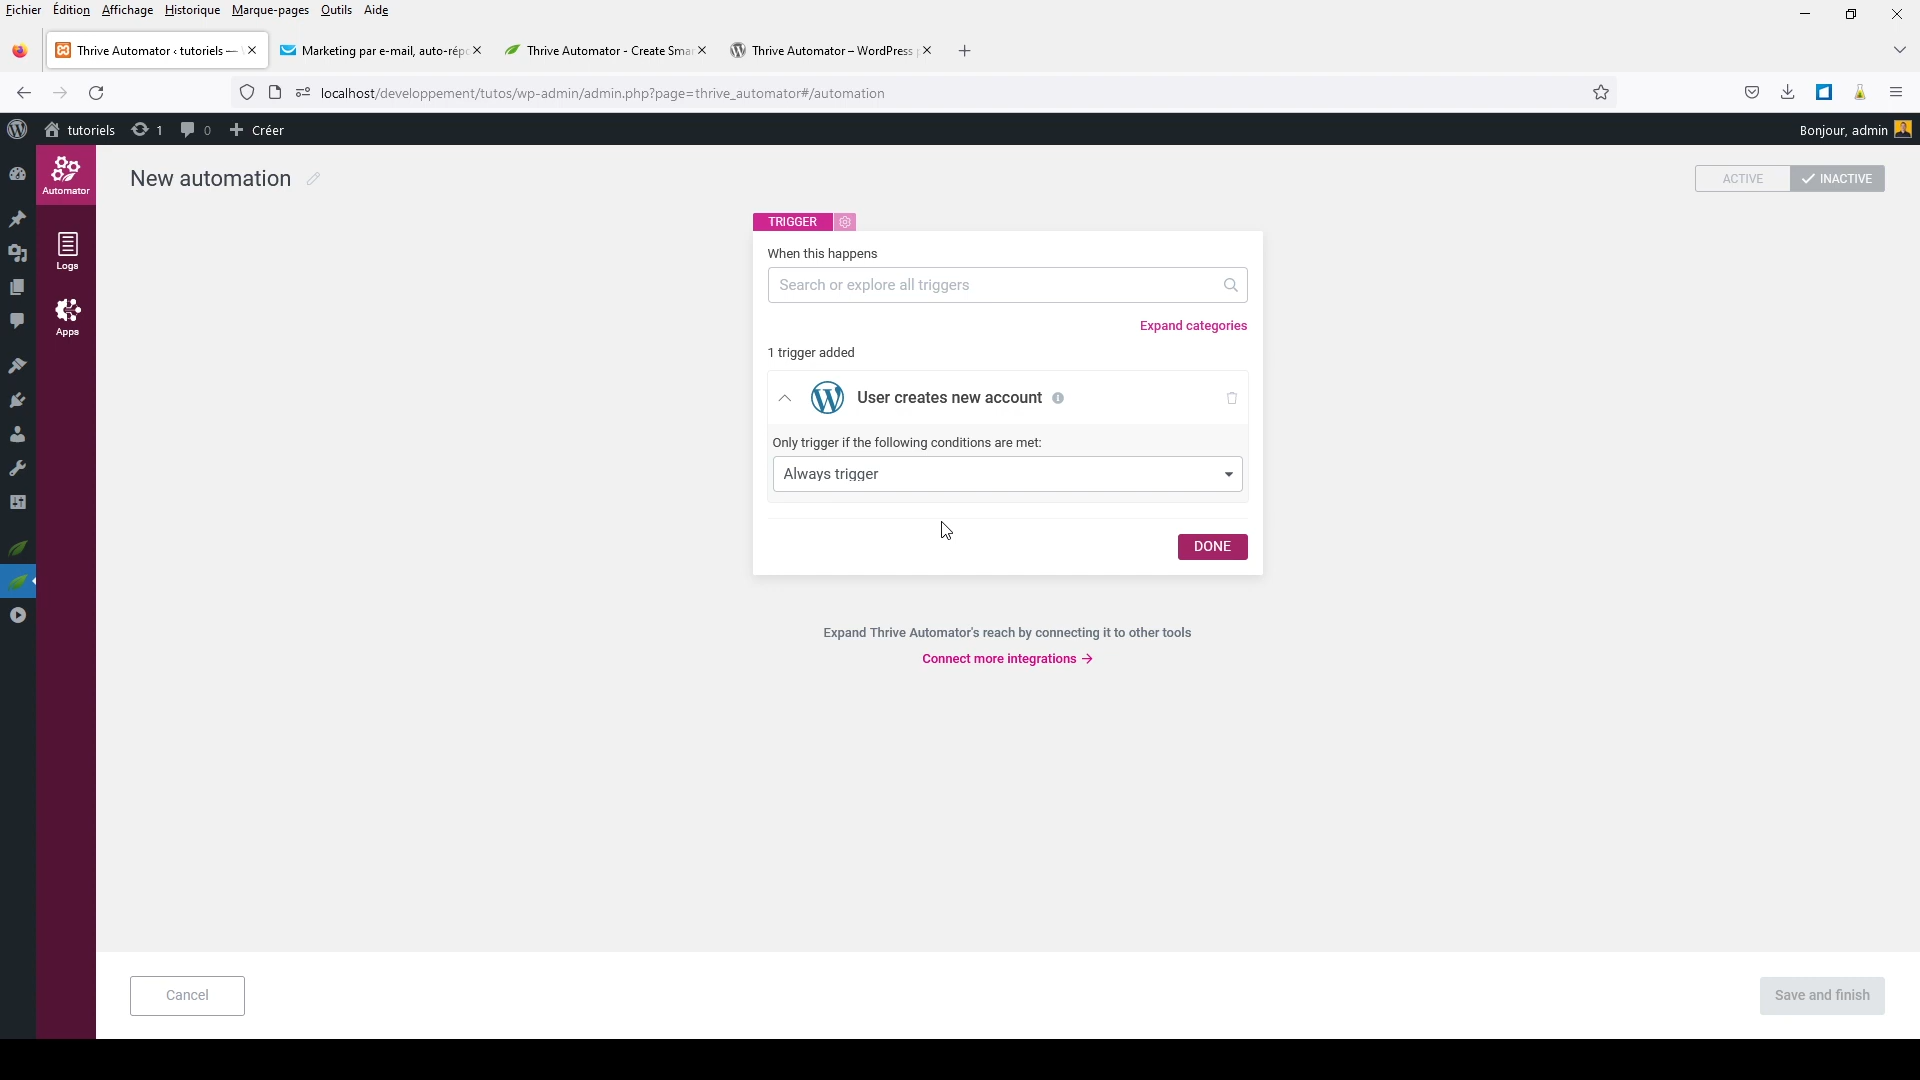 Fichier Édition Affichage Historique Marque-pages Outils Aide
Thrive Automator ‹ tutoriels —
Marketing par e-mail, auto-rép
Thrive Automator - Create Smar
Thrive Automator – WordPress
localhost/developpement/tutos/wp-admin/admin.php?page=thrive_automator#/automation
tutoriels 1 0 Créer
Bonjour, admin
Automator
Logs
Apps
New automation
ACTIVE INACTIVE
TRIGGER
When this happens
Search or explore all triggers
Expand categories
1 trigger added
User creates new account
Only trigger if the following conditions are met:
Always trigger
DONE
Expand Thrive Automator's reach by connecting it to other tools
Connect more integrations →
Cancel
Save and finish